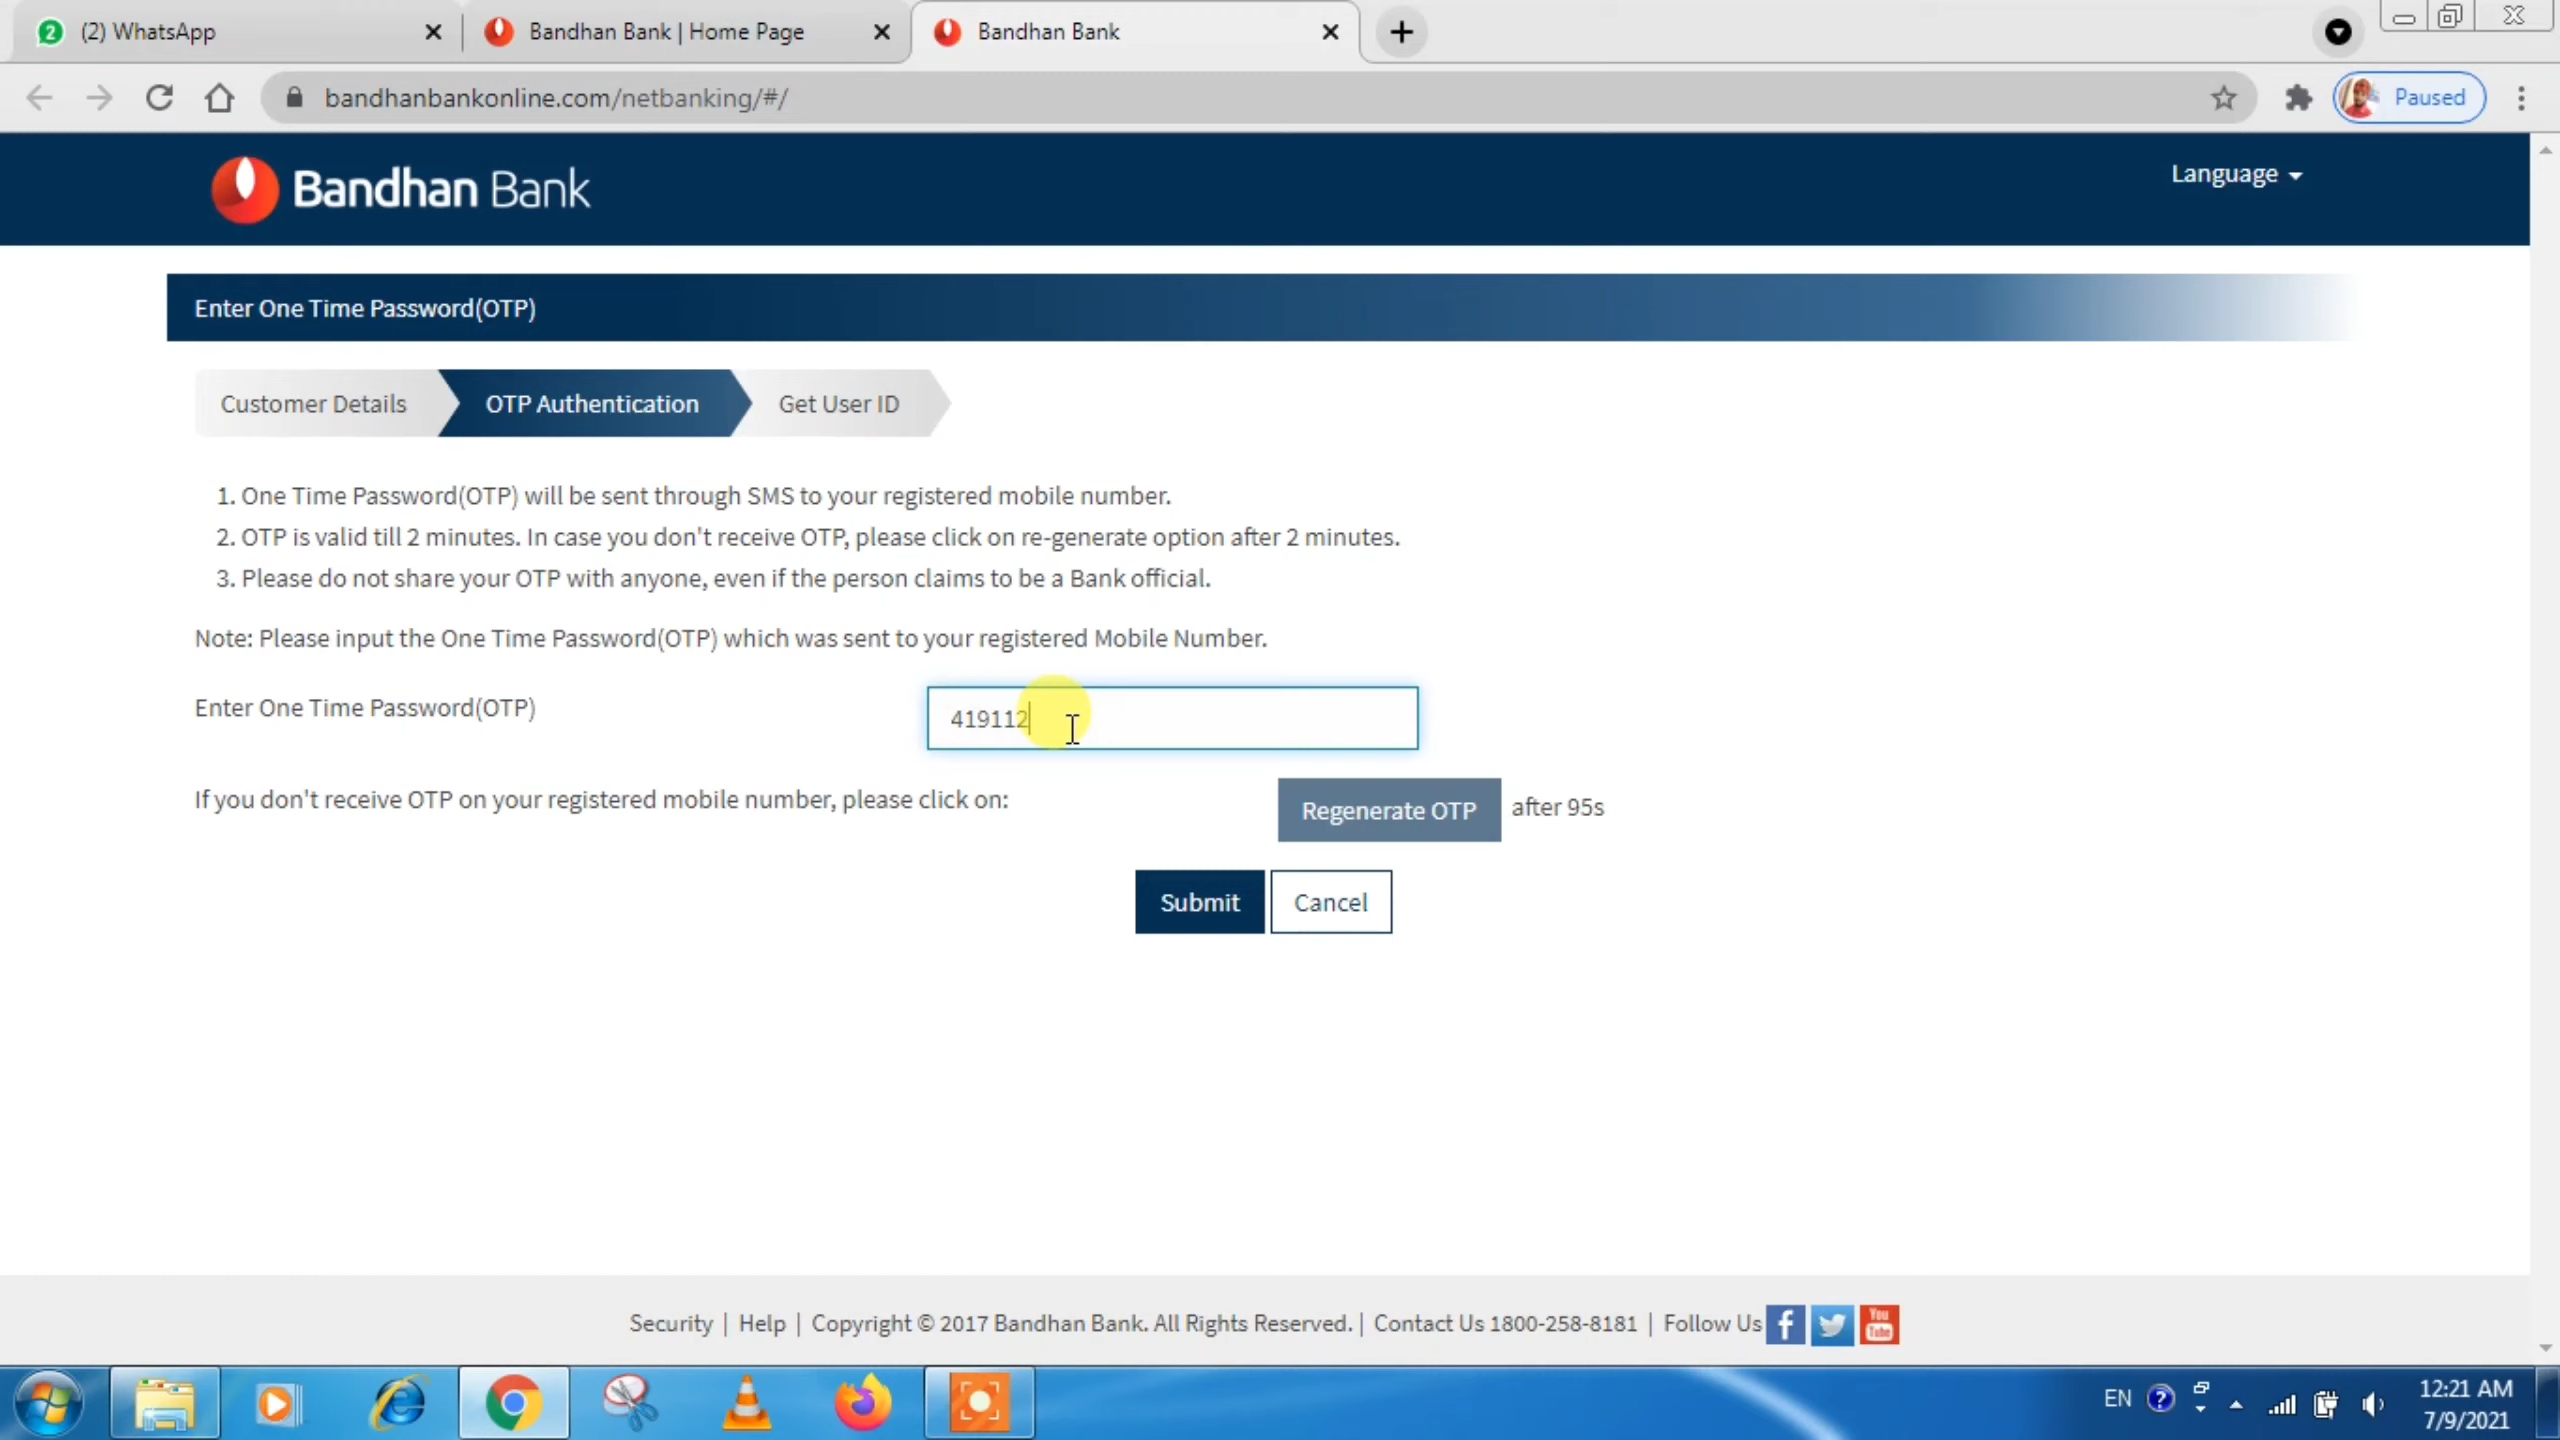 2 (2) WhatsApp
Bandhan Bank | Home Page
Bandhan Bank
bandhanbankonline.com/netbanking/#/
Paused
Bandhan Bank
Language
Enter One Time Password(OTP)
Customer Details
OTP Authentication
Get User ID
1. One Time Password(OTP) will be sent through SMS to your registered mobile number.
2. OTP is valid till 2 minutes. In case you don't receive OTP, please click on re-generate option after 2 minutes.
3. Please do not share your OTP with anyone, even if the person claims to be a Bank official.
Note: Please input the One Time Password(OTP) which was sent to your registered Mobile Number.
Enter One Time Password(OTP)
419112
If you don't receive OTP on your registered mobile number, please click on:
Regenerate OTP after 95s
Submit
Cancel
Security | Help | Copyright © 2017 Bandhan Bank. All Rights Reserved. | Contact Us 1800-258-8181 | Follow Us
You Tube
EN
12:21 AM
7/9/2021